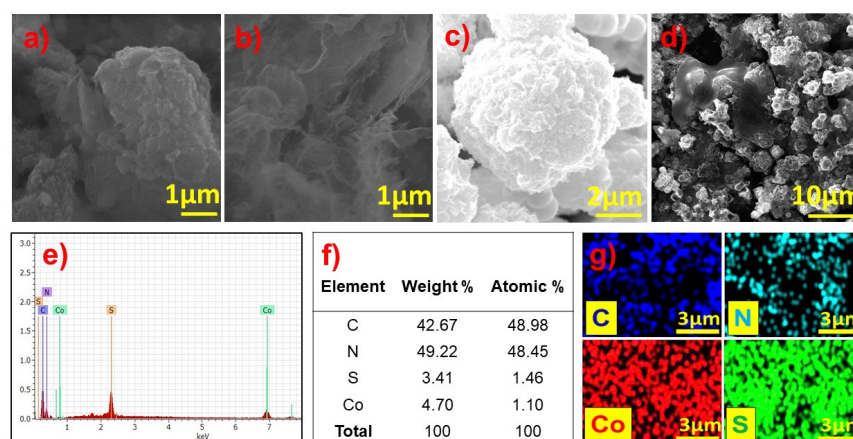 a) b) c) d)
1μm 1μm 2μm 10μm
e)
3.0
2.5
2.0
1.5
1.0
0.5
0.0
N
S
C Co S Co
1 2 3 4 5 6 7
keV
f)
Element Weight % Atomic %
C 42.67 48.98
N 49.22 48.45
S 3.41 1.46
Co 4.70 1.10
Total 100 100
g)
C 3μm N 3μm
Co 3μm S 3μm